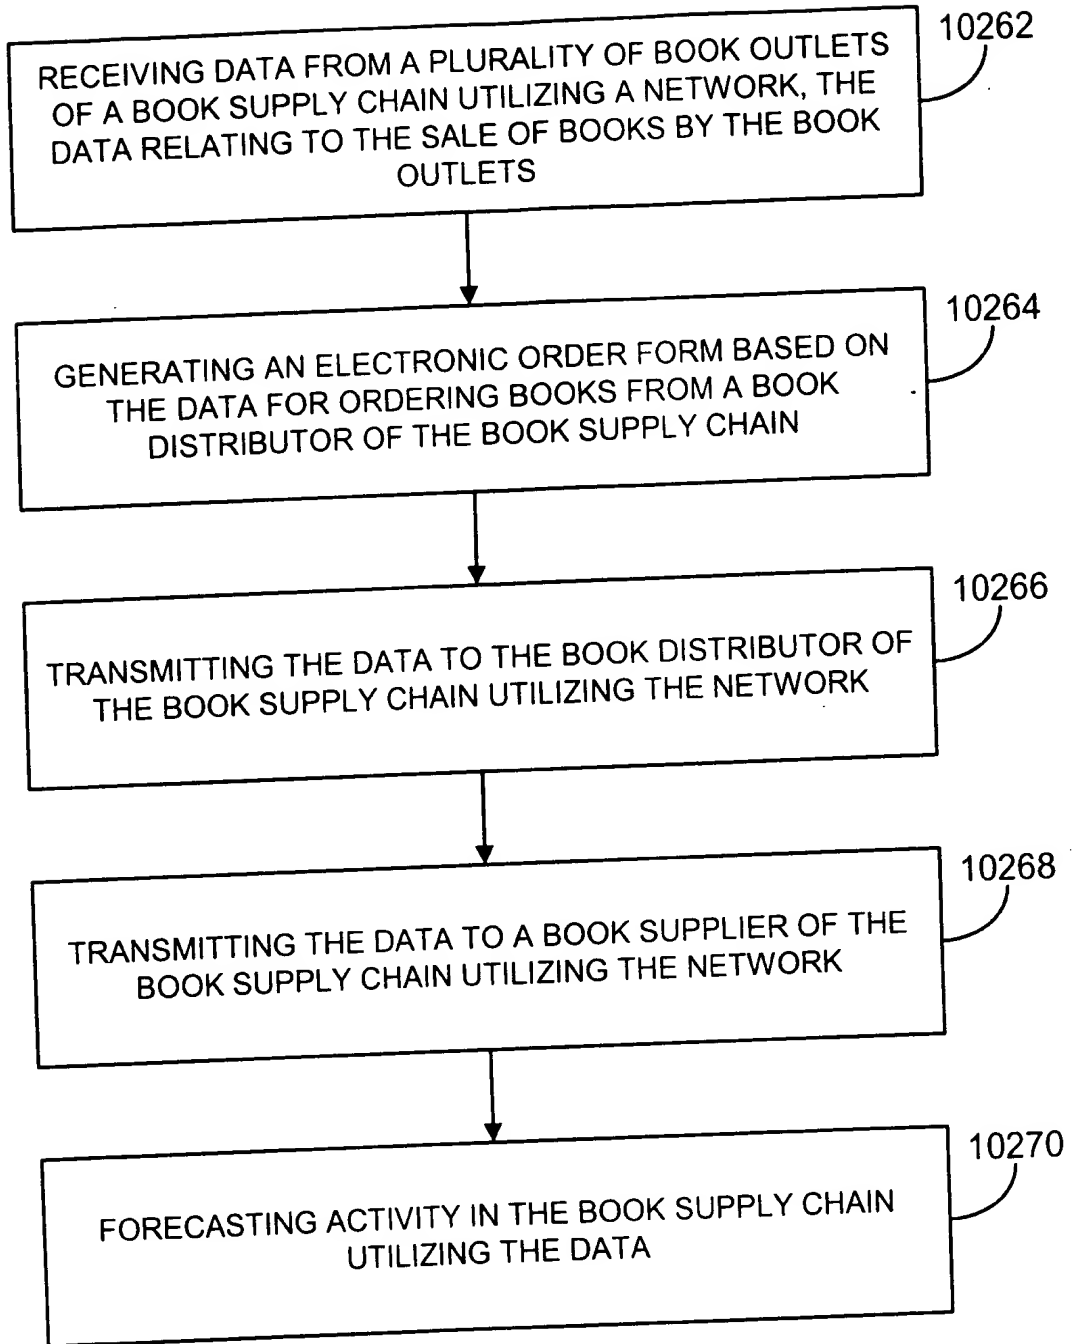 10262
RECEIVING DATA FROM A PLURALITY OF BOOK OUTLETS
OF A BOOK SUPPLY CHAIN UTILIZING A NETWORK, THE
DATA RELATING TO THE SALE OF BOOKS BY THE BOOK
OUTLETS
10264
GENERATING AN ELECTRONIC ORDER FORM BASED ON
THE DATA FOR ORDERING BOOKS FROM A BOOK
DISTRIBUTOR OF THE BOOK SUPPLY CHAIN
10266
TRANSMITTING THE DATA TO THE BOOK DISTRIBUTOR OF
THE BOOK SUPPLY CHAIN UTILIZING THE NETWORK
10268
TRANSMITTING THE DATA TO A BOOK SUPPLIER OF THE
BOOK SUPPLY CHAIN UTILIZING THE NETWORK
10270
FORECASTING ACTIVITY IN THE BOOK SUPPLY CHAIN
UTILIZING THE DATA